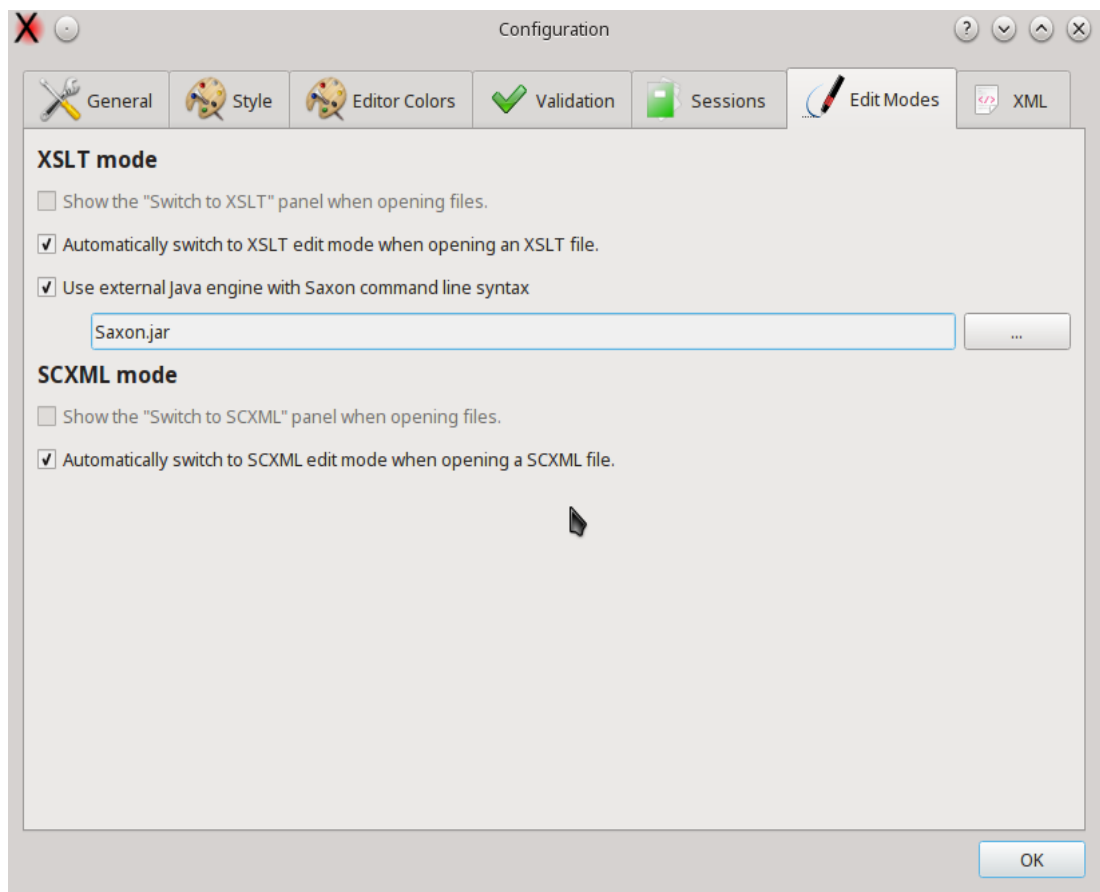 Configuration
General Style Editor Colors Validation Sessions Edit Modes XML
XSLT mode
Show the "Switch to XSLT" panel when opening files.
Automatically switch to XSLT edit mode when opening an XSLT file.
Use external Java engine with Saxon command line syntax
Saxon.jar ...
SCXML mode
Show the "Switch to SCXML" panel when opening files.
Automatically switch to SCXML edit mode when opening a SCXML file.
OK